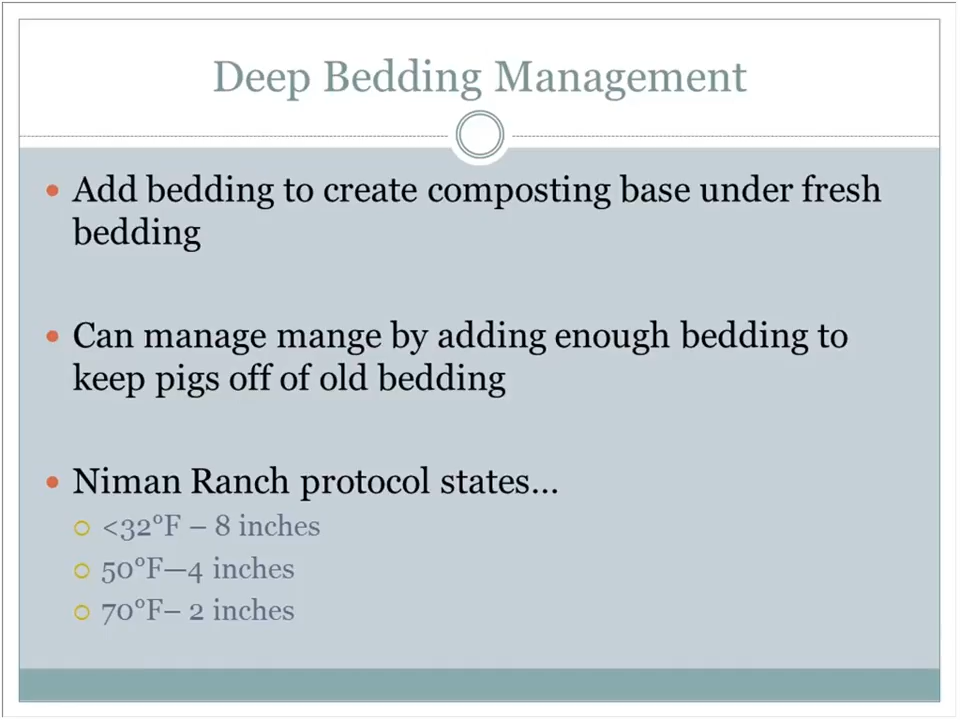 Deep Bedding Management
• Add bedding to create composting base under fresh
bedding
• Can manage mange by adding enough bedding to
keep pigs off of old bedding
• Niman Ranch protocol states...
<32°F – 8 inches
50°F—4 inches
70°F– 2 inches